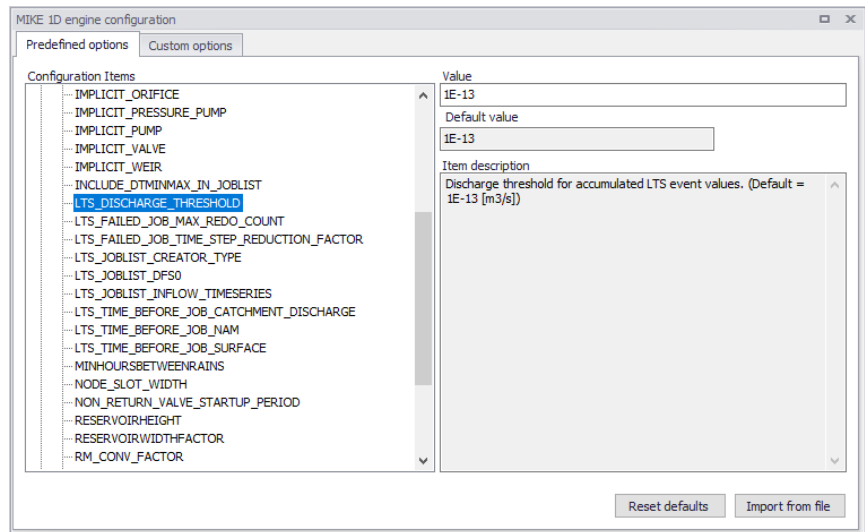 MIKE 1D engine configuration
Predefined options
Custom options
Configuration Items
IMPLICIT_ORIFICE
IMPLICIT_PRESSURE_PUMP
IMPLICIT_PUMP
IMPLICIT_VALVE
IMPLICIT_WEIR
INCLUDE_DTMINMAX_IN_JOBLIST
LTS_DISCHARGE_THRESHOLD
LTS_FAILED_JOB_MAX_REDO_COUNT
LTS_FAILED_JOB_TIME_STEP_REDUCTION_FACTOR
LTS_JOBLIST_CREATOR_TYPE
LTS_JOBLIST_DFS0
LTS_JOBLIST_INFLOW_TIMESERIES
LTS_TIME_BEFORE_JOB_CATCHMENT_DISCHARGE
LTS_TIME_BEFORE_JOB_NAM
LTS_TIME_BEFORE_JOB_SURFACE
MINHOURSBETWEENRAINS
NODE_SLOT_WIDTH
NON_RETURN_VALVE_STARTUP_PERIOD
RESERVOIRHEIGHT
RESERVOIRWIDTHFACTOR
RM_CONV_FACTOR
Value
1E-13
Default value
1E-13
Item description
Discharge threshold for accumulated LTS event values. (Default =
1E-13 [m3/s])
Reset defaults
Import from file